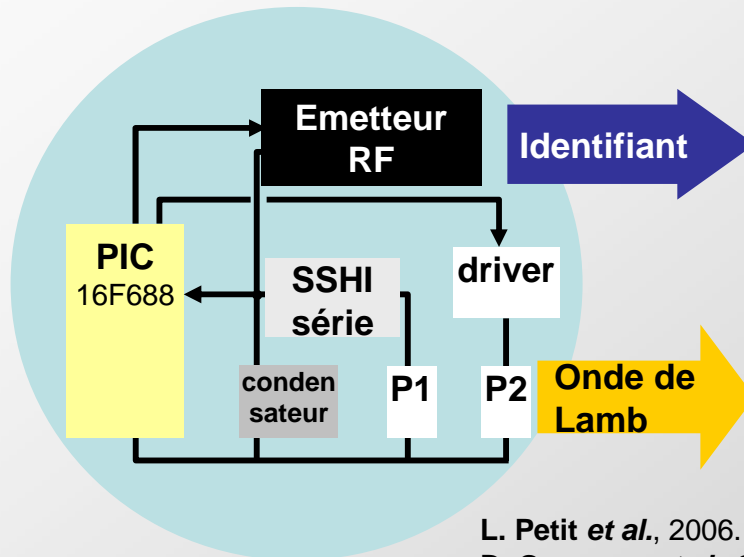 Emetteur
RF
Identifiant
PIC
16F688
SSHI
série
driver
conden
sateur
P1
P2
Onde de
Lamb
L. Petit et al., 2006.